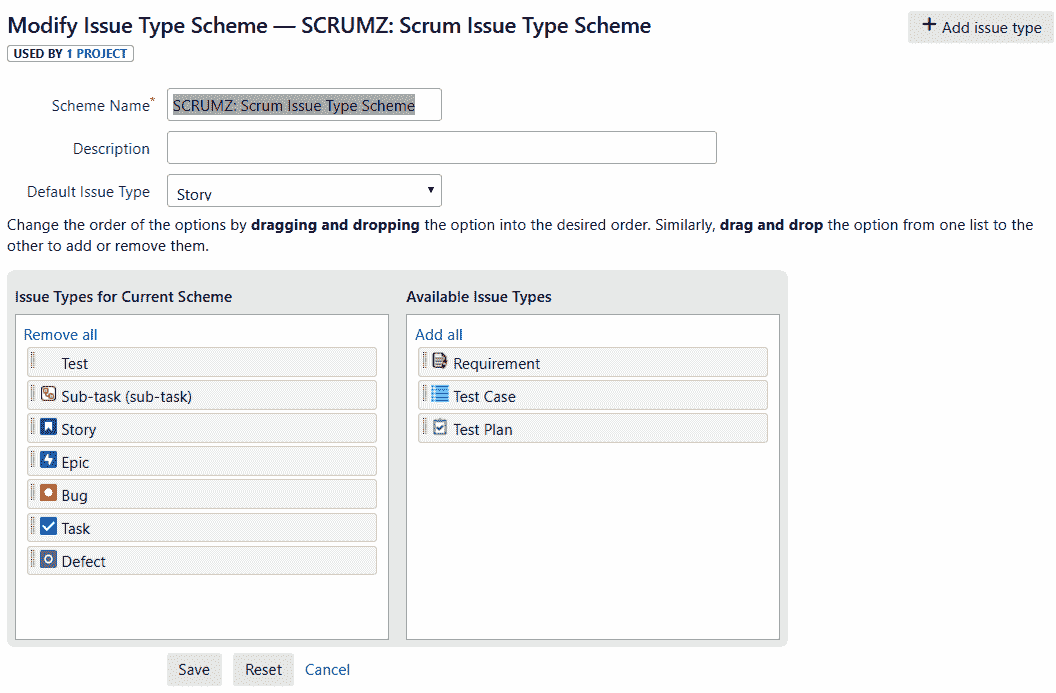 Modify Issue Type Scheme — SCRUMZ: Scrum Issue Type Scheme
+ Add issue type
USED BY 1 PROJECT
Scheme Name*
SCRUMZ: Scrum Issue Type Scheme
Description
Default Issue Type
Story
Change the order of the options by dragging and dropping the option into the desired order. Similarly, drag and drop the option from one list to the
other to add or remove them.
Issue Types for Current Scheme
Remove all
Test
Sub-task (sub-task)
Story
Epic
Bug
Task
Defect
Available Issue Types
Add all
Requirement
Test Case
Test Plan
Save
Reset
Cancel